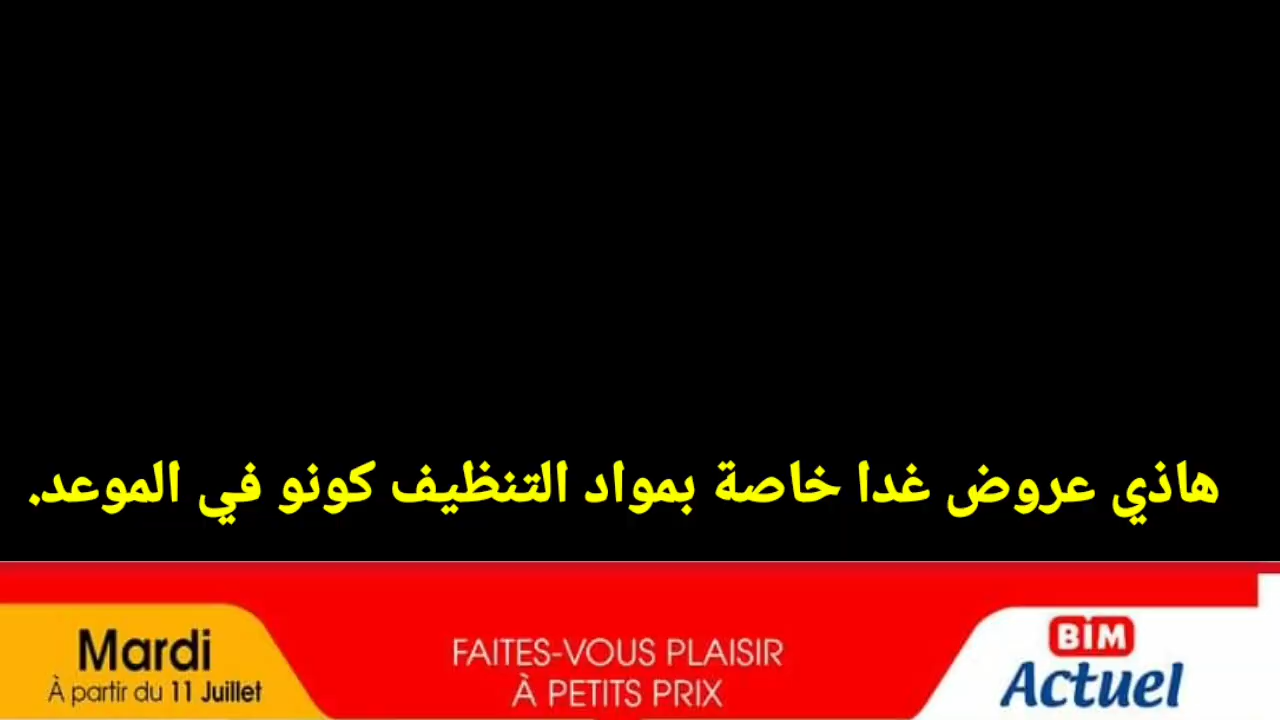 هاذي عروض غدا خاصة بمواد التنظيف كونو في الموعد.
Mardi
À partir du 11 Juillet
FAITES-VOUS PLAISIR
À PETITS PRIX
BİM
Actuel